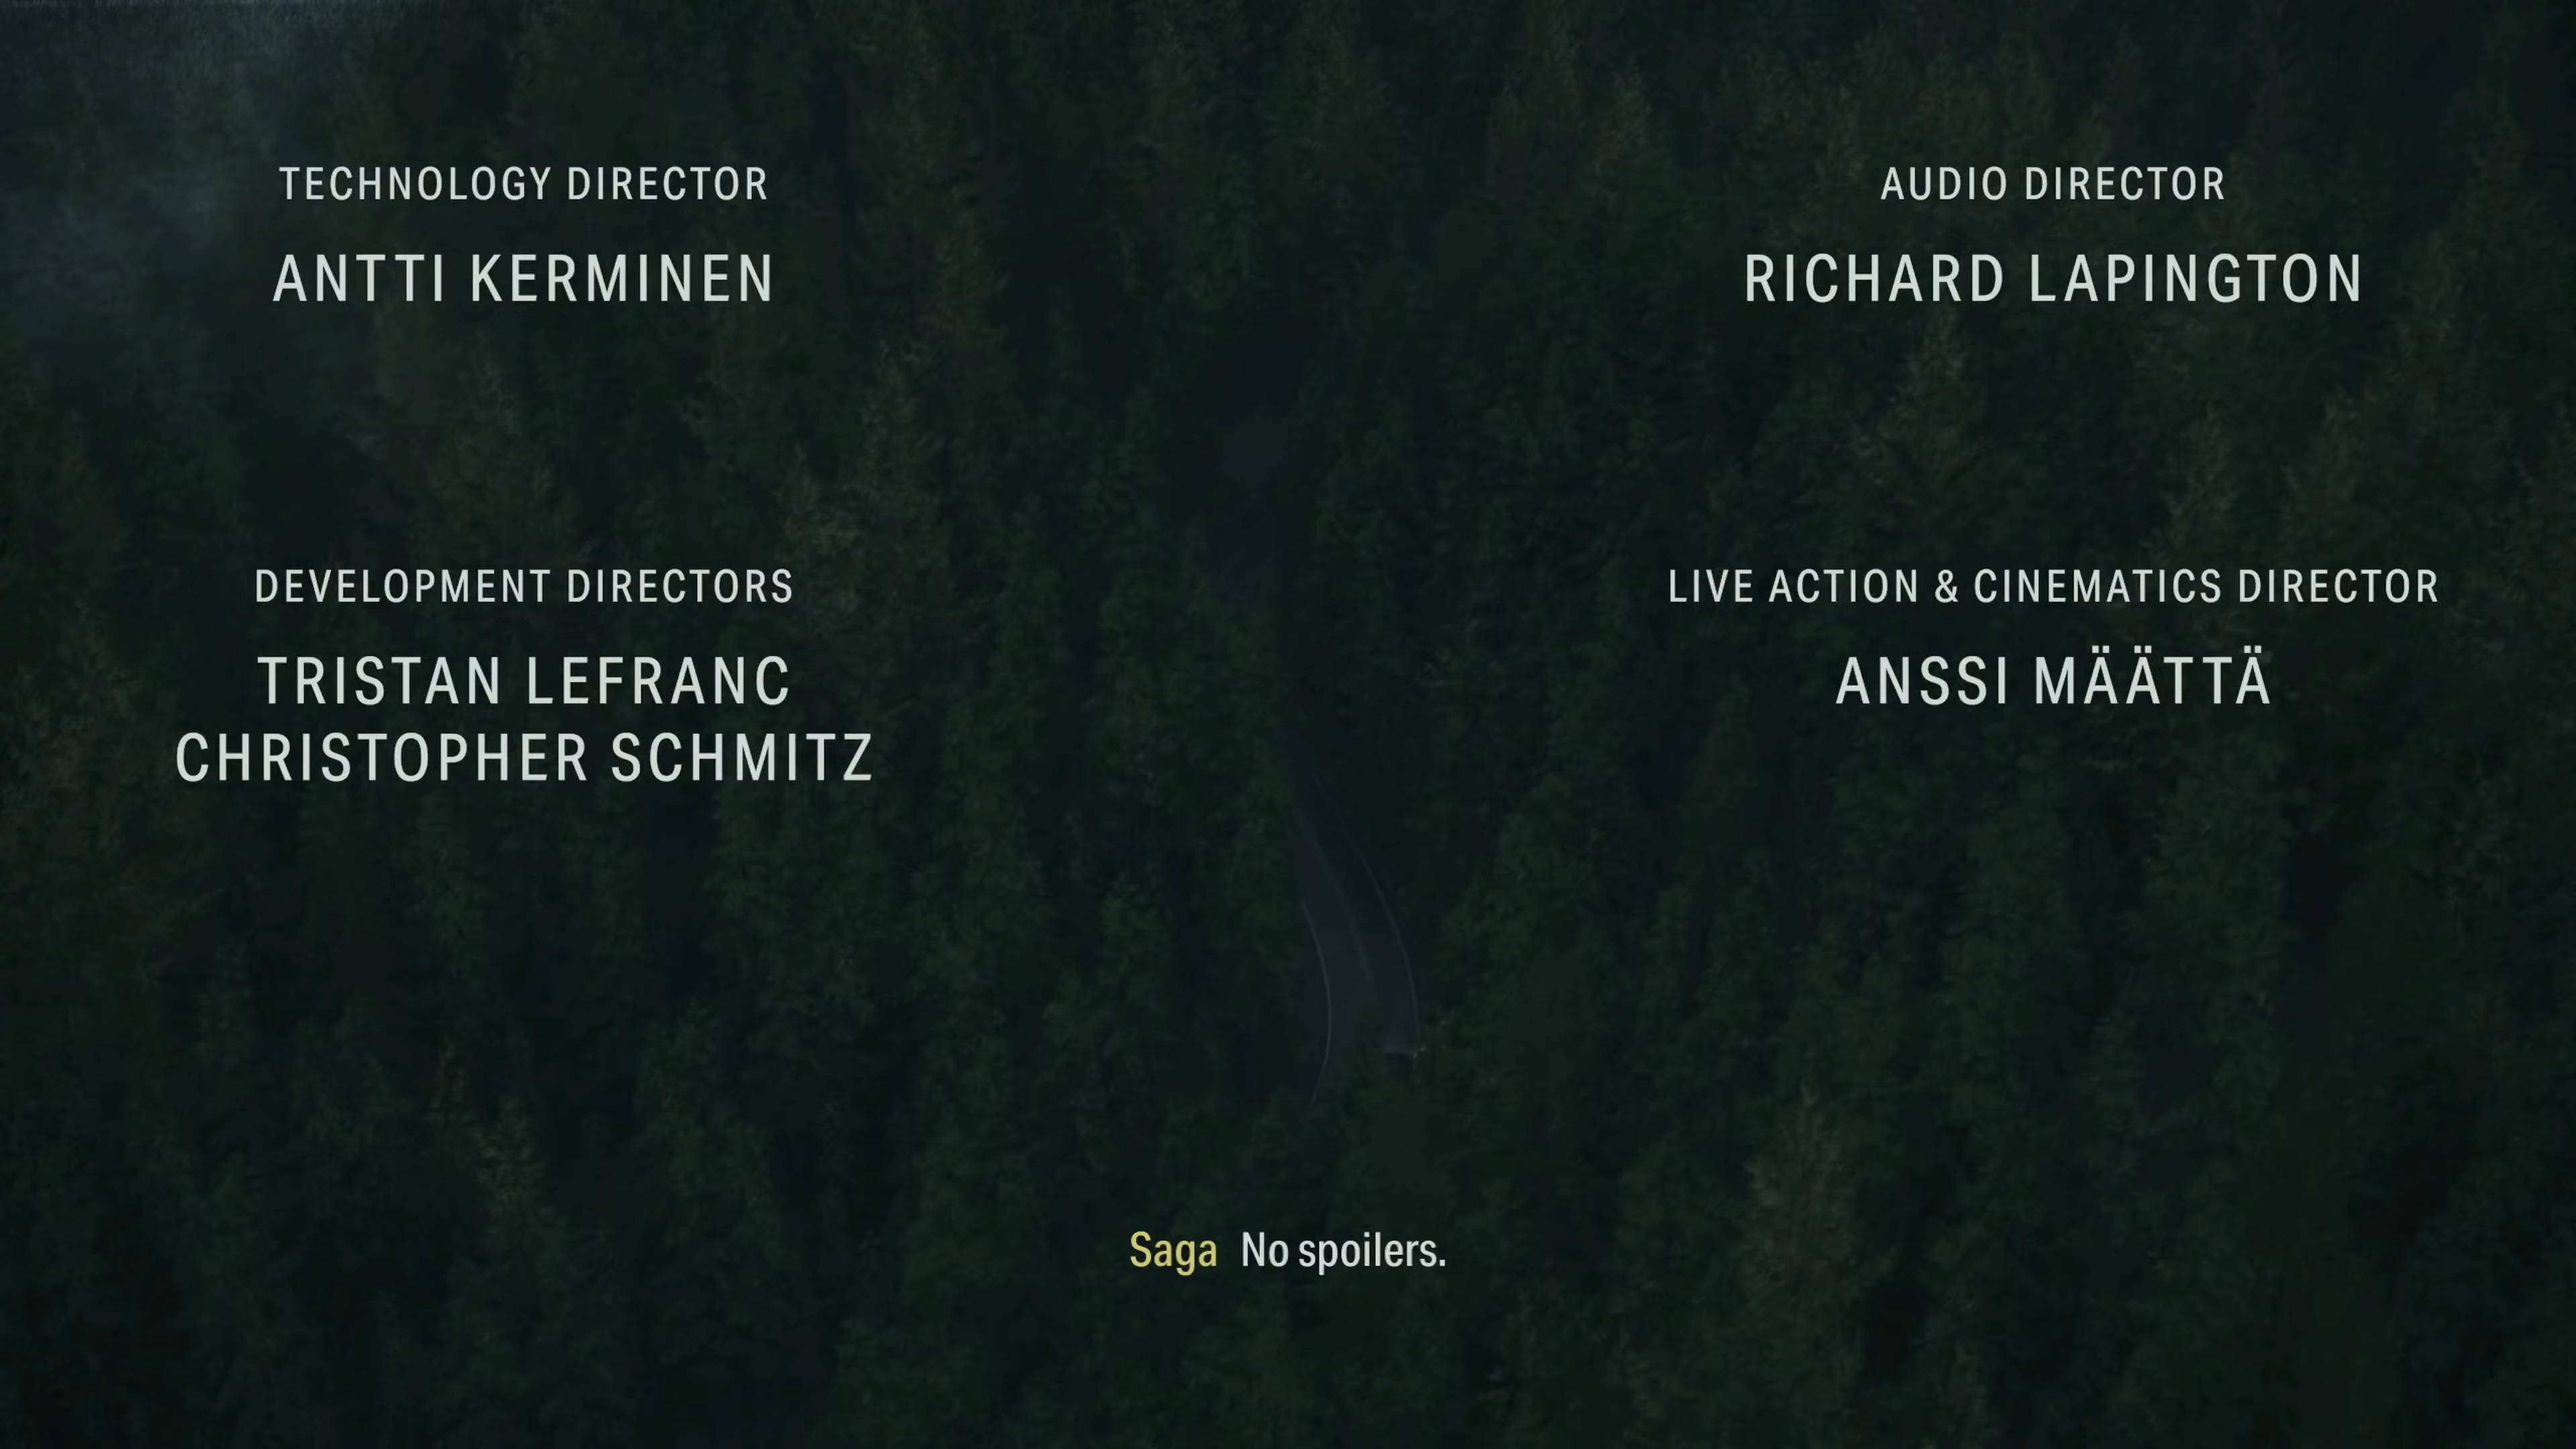 TECHNOLOGY DIRECTOR
ANTTI KERMINEN
AUDIO DIRECTOR
RICHARD LAPINGTON
DEVELOPMENT DIRECTORS
TRISTAN LEFRANC
CHRISTOPHER SCHMITZ
LIVE ACTION & CINEMATICS DIRECTOR
ANSSI MÄÄTTÄ
Saga No spoilers.